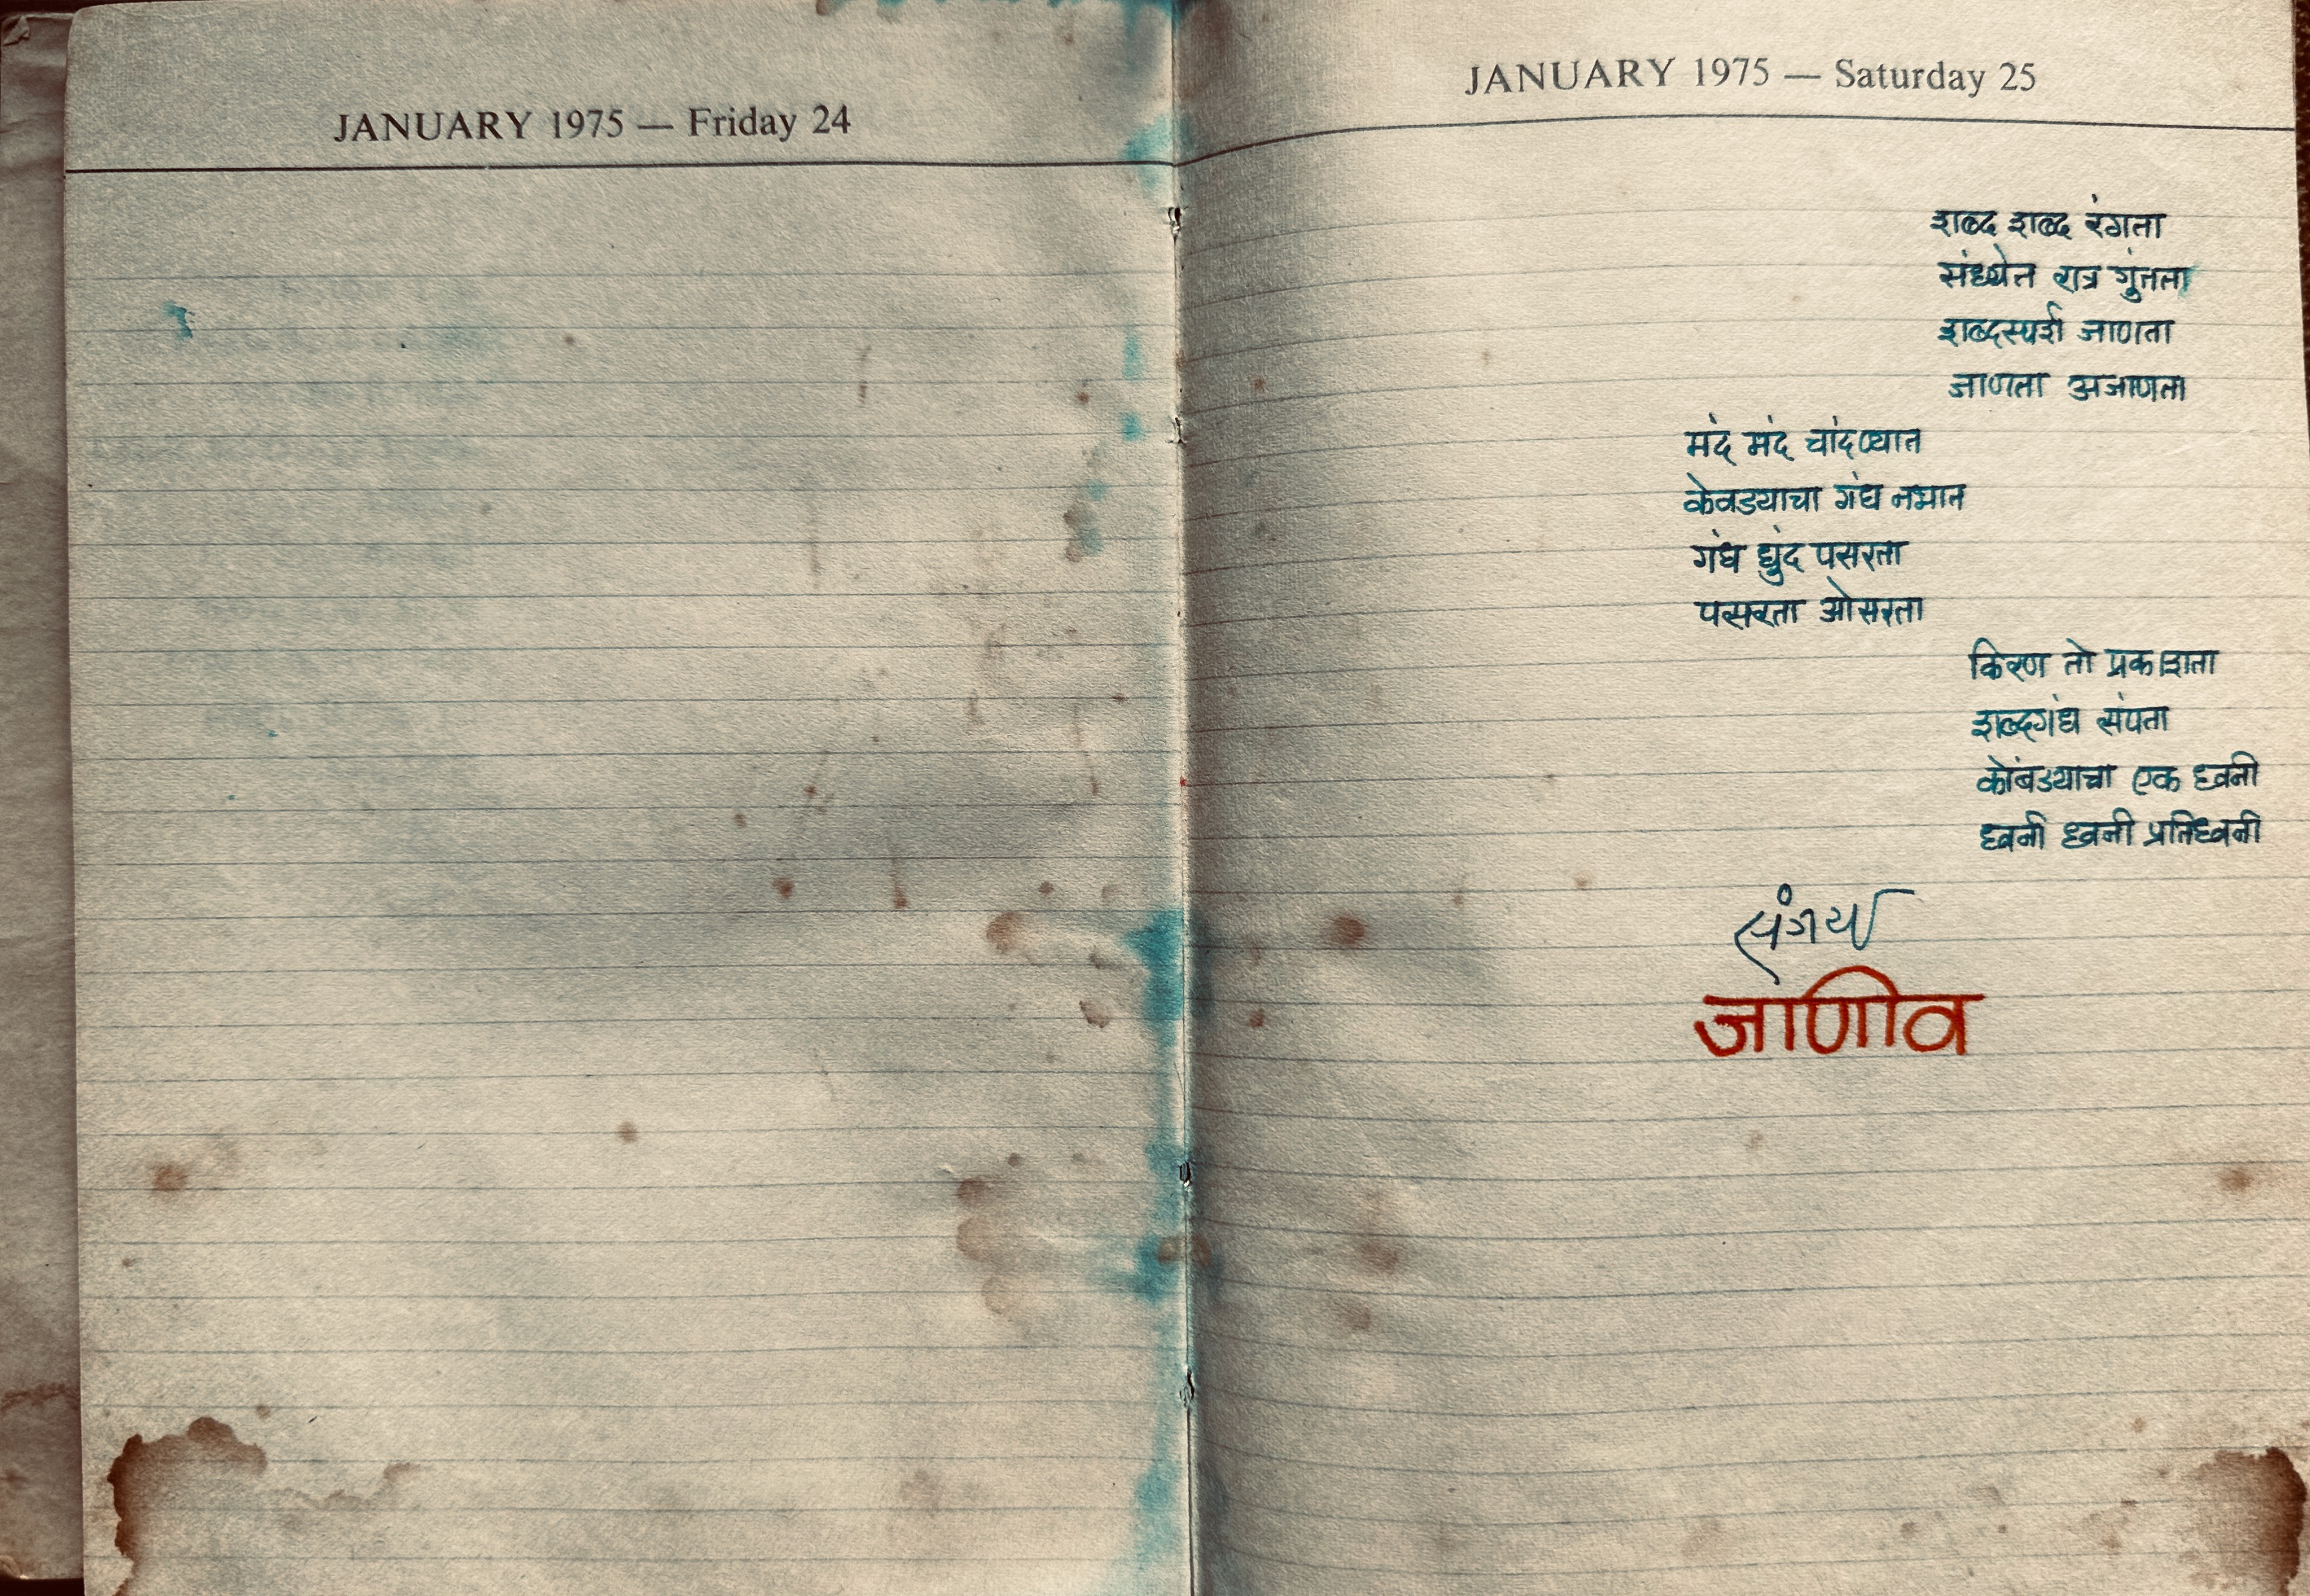 JANUARY 1975 — Friday 24
JANUARY 1975 — Saturday 25
शब्द शब्द रंगता
संध्येत रात्र गुंतता
शब्दस्पर्श जाणता
जाणता अजाणता
मंद मंद चांदण्यात
केवड्याचा गंध नभात
गंध धुंद पसरता
पसरता ओसरता
किरण तो प्रकाशता
शब्दगंध संपता
कोंबड्याचा एक ध्वनी
ध्वनी ध्वनी प्रतिध्वनी
जाणीव